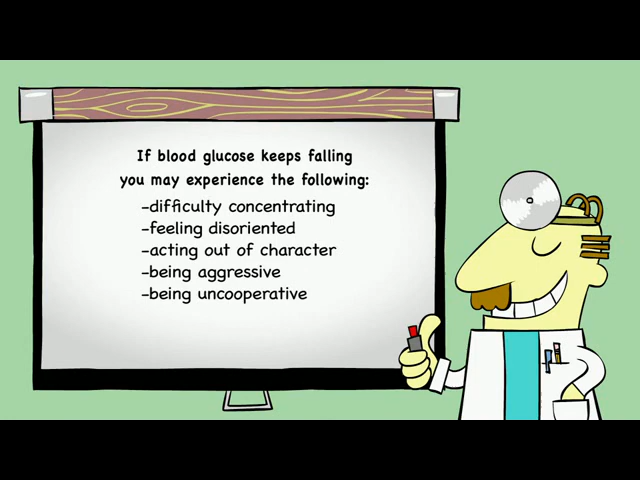 If blood glucose keeps falling
you may experience the following:
-difficulty concentrating
-feeling disoriented
-acting out of character
-being aggressive
-being uncooperative